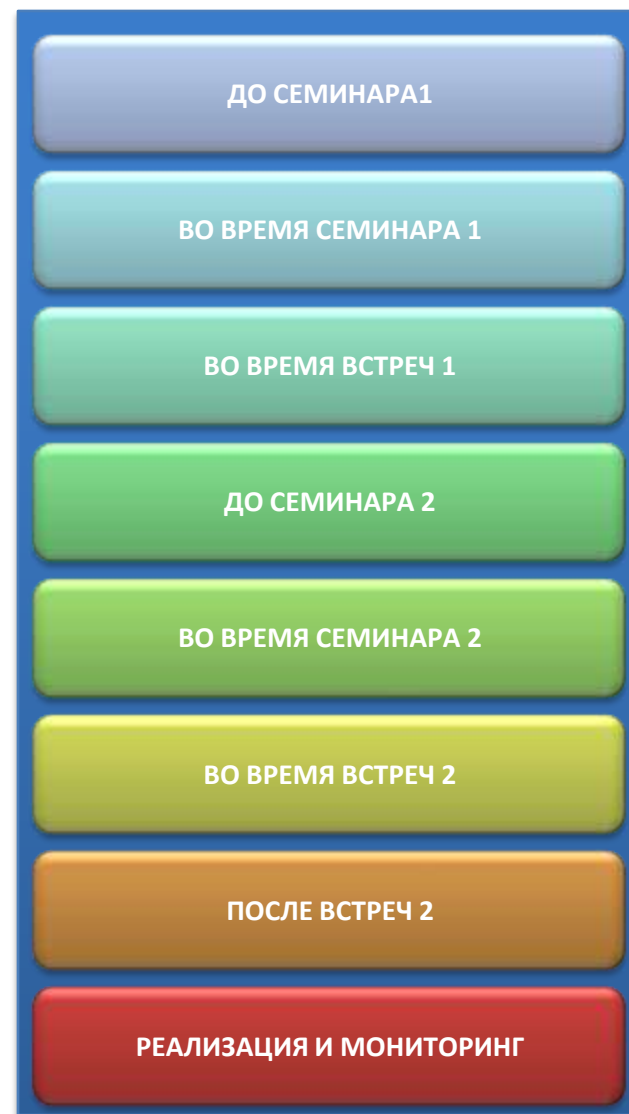 ДО СЕМИНАРА1
ВО ВРЕМЯ СЕМИНАРА 1
ВО ВРЕМЯ ВСТРЕЧ 1
ДО СЕМИНАРА 2
ВО ВРЕМЯ СЕМИНАРА 2
ВО ВРЕМЯ ВСТРЕЧ 2
ПОСЛЕ ВСТРЕЧ 2
РЕАЛИЗАЦИЯ И МОНИТОРИНГ